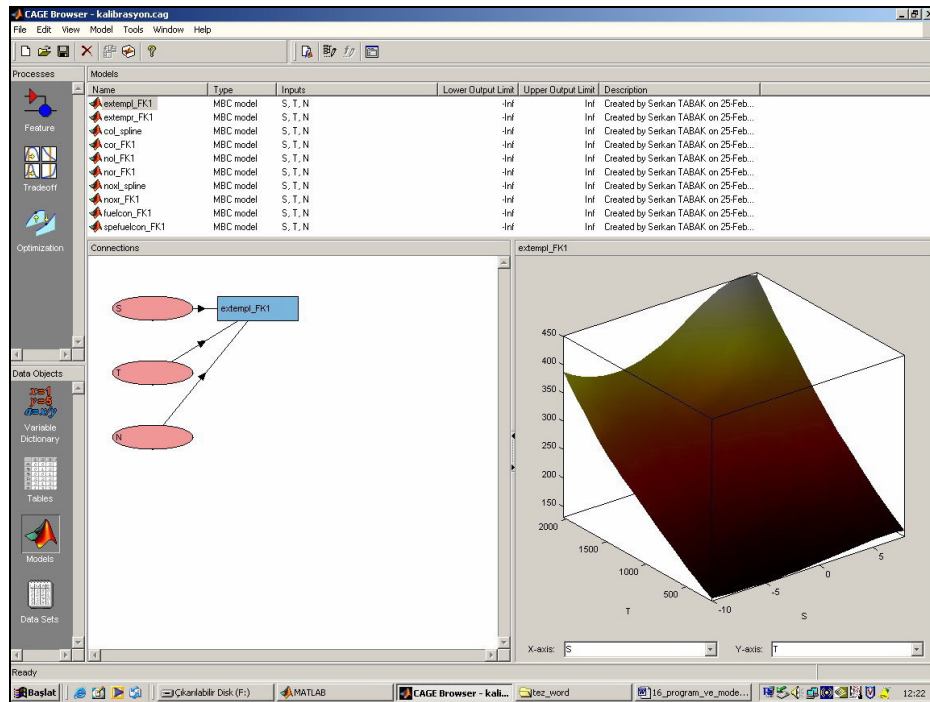 CAGE Browser - kalibrasyon.cag
File Edit View Model Tools Window Help
Processes
Feature
Tradeoff
Optimization
Models
Name Type Inputs Lower Output Limit Upper Output Limit Description
extempl_FK1 MBC model S, T, N -Inf Inf Created by Serkan TABAK on 25-Feb...
extempr_FK1 MBC model S, T, N -Inf Inf Created by Serkan TABAK on 25-Feb...
col_spline MBC model S, T, N -Inf Inf Created by Serkan TABAK on 25-Feb...
cor_FK1 MBC model S, T, N -Inf Inf Created by Serkan TABAK on 25-Feb...
nol_FK1 MBC model S, T, N -Inf Inf Created by Serkan TABAK on 25-Feb...
nor_FK1 MBC model S, T, N -Inf Inf Created by Serkan TABAK on 25-Feb...
noxl_spline MBC model S, T, N -Inf Inf Created by Serkan TABAK on 25-Feb...
noxr_FK1 MBC model S, T, N -Inf Inf Created by Serkan TABAK on 25-Feb...
fuelcon_FK1 MBC model S, T, N -Inf Inf Created by Serkan TABAK on 25-Feb...
spefuelcon_FK1 MBC model S, T, N -Inf Inf Created by Serkan TABAK on 25-Feb...
Connections
S
extempl_FK1
T
N
extempl_FK1
450
400
350
300
250
200
150
2000
1500
1000
500
T
-10
-5
0
5
S
X-axis: S Y-axis: T
Data Objects
x=1
y=5
a=x/y
Variable
Dictionary
Tables
Models
Data Sets
Ready
Başlat Çıkarılabilir Disk (F:) MATLAB CAGE Browser - kali... tez_word 16_program_ve_mode... 12:22